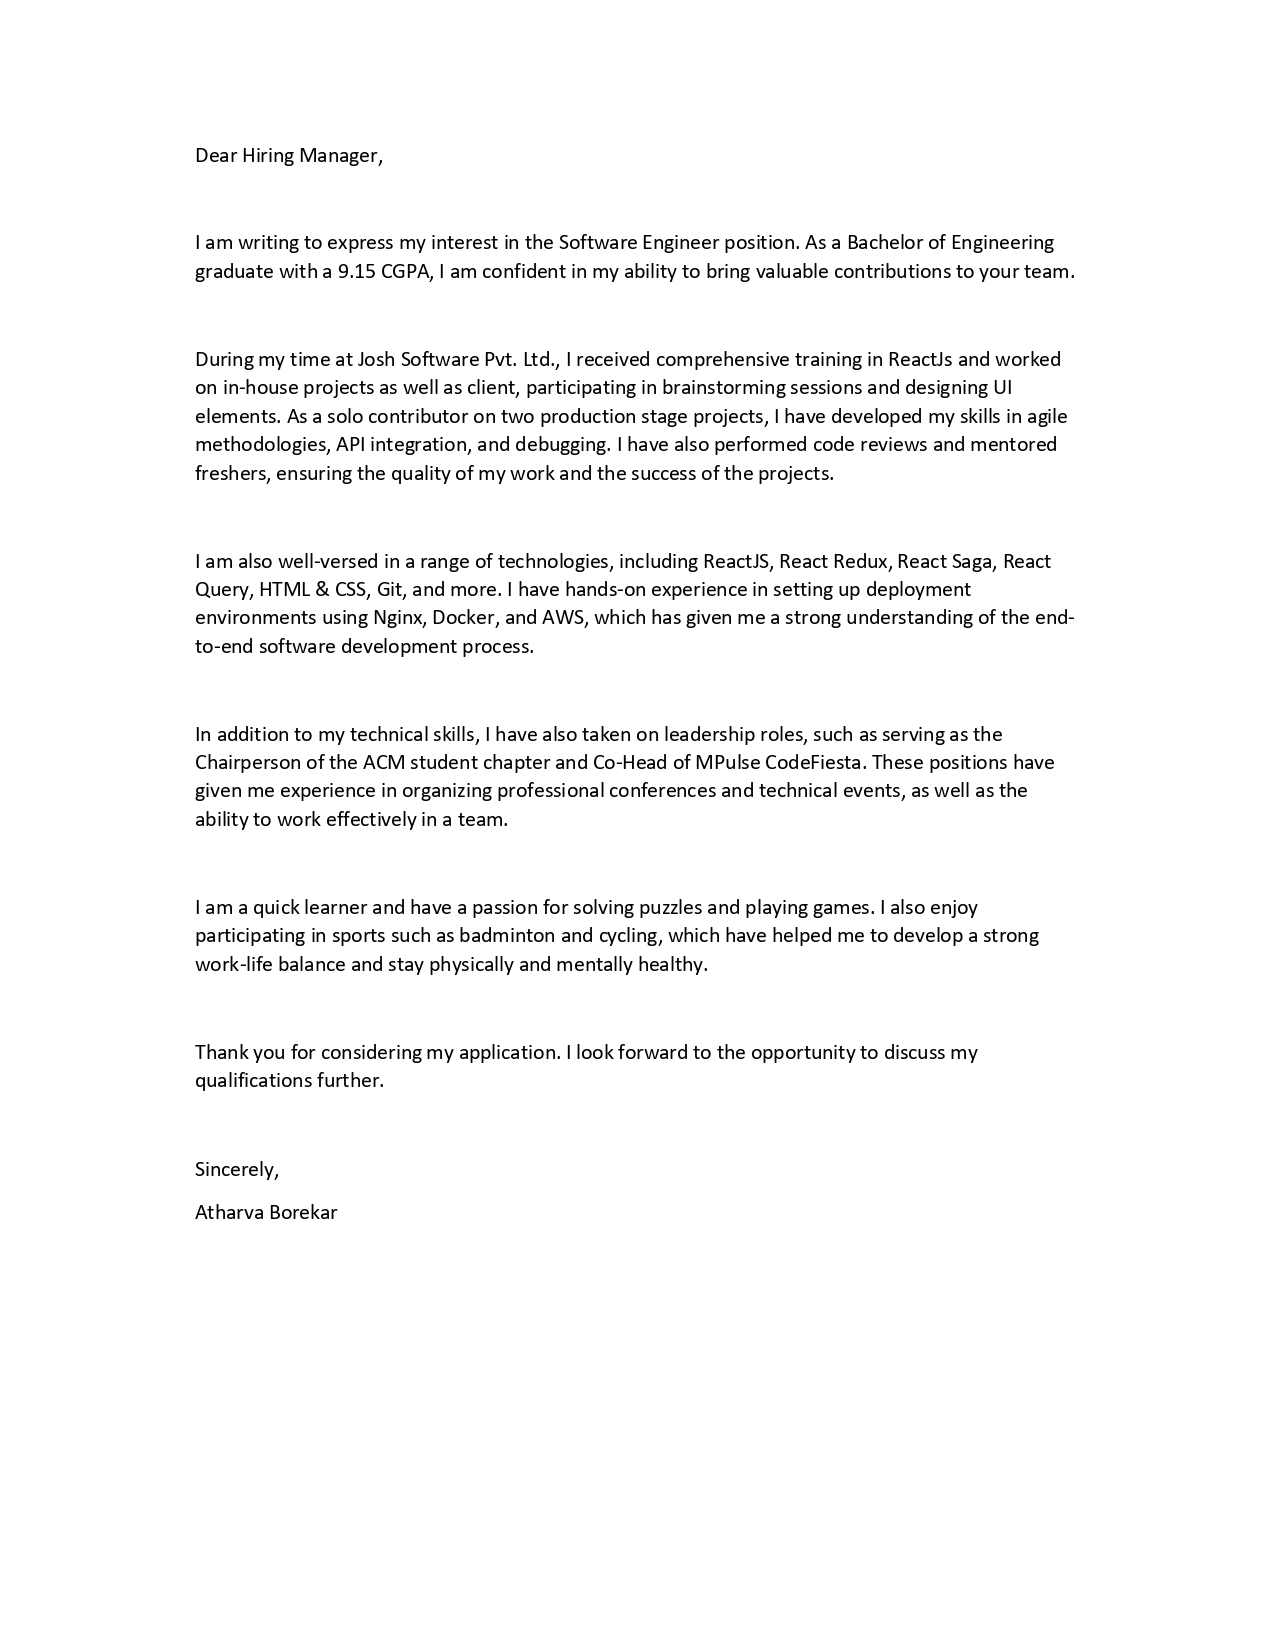 Dear Hiring Manager,
I am writing to express my interest in the Software Engineer position. As a Bachelor of Engineering
graduate with a 9.15 CGPA, I am confident in my ability to bring valuable contributions to your team.
During my time at Josh Software Pvt. Ltd., I received comprehensive training in ReactJs and worked
on in-house projects as well as client, participating in brainstorming sessions and designing UI
elements. As a solo contributor on two production stage projects, I have developed my skills in agile
methodologies, API integration, and debugging. I have also performed code reviews and mentored
freshers, ensuring the quality of my work and the success of the projects.
I am also well-versed in a range of technologies, including ReactJS, React Redux, React Saga, React
Query, HTML & CSS, Git, and more. I have hands-on experience in setting up deployment
environments using Nginx, Docker, and AWS, which has given me a strong understanding of the end-
to-end software development process.
In addition to my technical skills, I have also taken on leadership roles, such as serving as the
Chairperson of the ACM student chapter and Co-Head of MPulse CodeFiesta. These positions have
given me experience in organizing professional conferences and technical events, as well as the
ability to work effectively in a team.
I am a quick learner and have a passion for solving puzzles and playing games. I also enjoy
participating in sports such as badminton and cycling, which have helped me to develop a strong
work-life balance and stay physically and mentally healthy.
Thank you for considering my application. I look forward to the opportunity to discuss my
qualifications further.
Sincerely,
Atharva Borekar